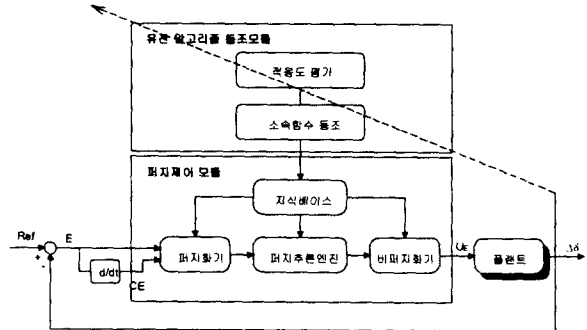 유전 알고리즘 동조모듈
적응도 평가
소속함수 동조
퍼지제어 모듈
지식베이스
Ref
+
-
E
d/dt
CE
퍼지화기
퍼지추론엔진
비퍼지화기
U_E
플랜트